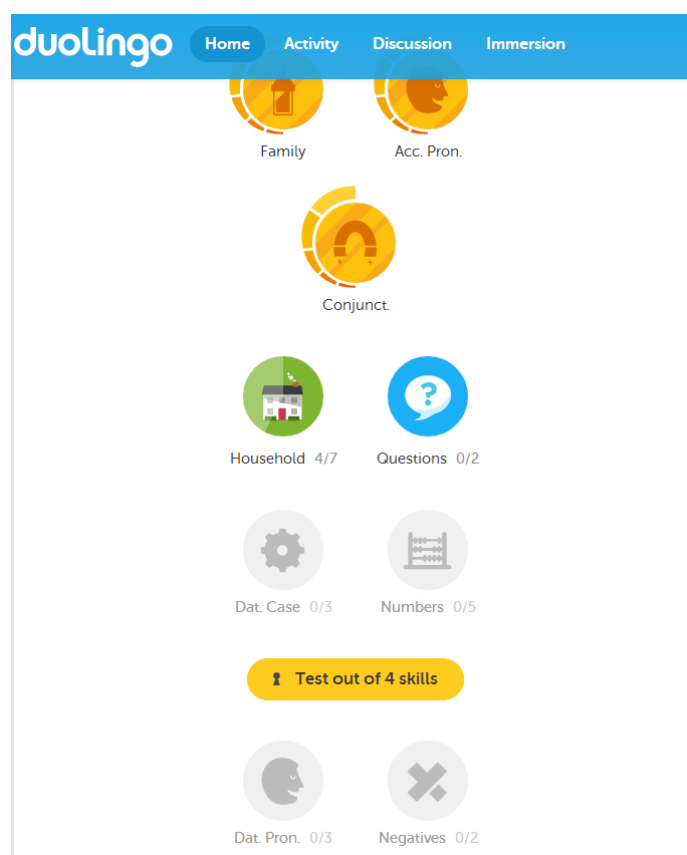 duolingo Home Activity Discussion Immersion
Family Acc. Pron.
Conjunct.
?
Household 4/7 Questions 0/2
Dat. Case 0/3 Numbers 0/5
Test out of 4 skills
Dat. Pron. 0/3 Negatives 0/2